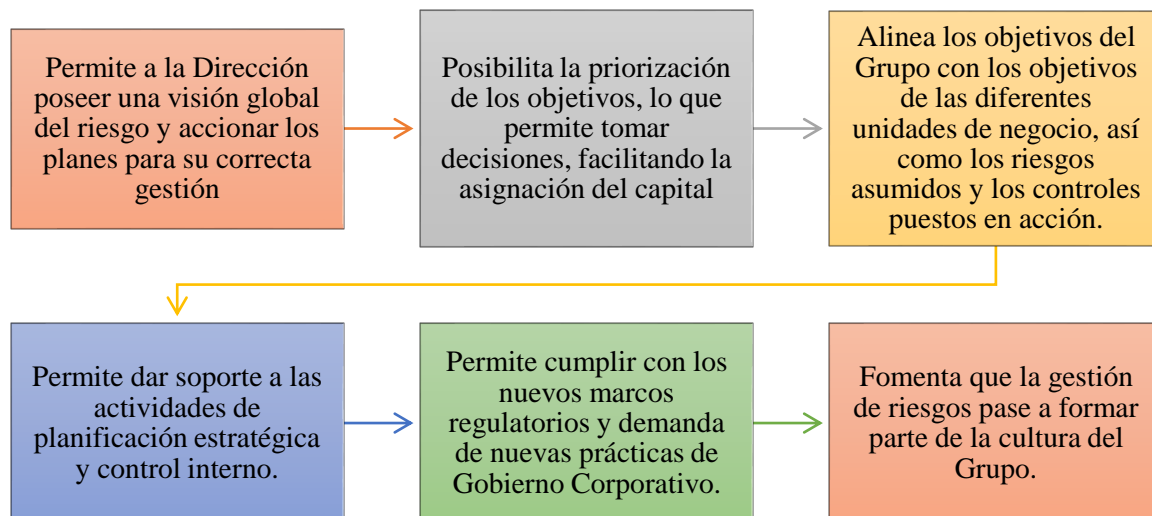 Permite a la Dirección
poseer una visión global
del riesgo y accionar los
planes para su correcta
gestión
Posibilita la priorización
de los objetivos, lo que
permite tomar
decisiones, facilitando la
asignación del capital
Alinea los objetivos del
Grupo con los objetivos
de las diferentes
unidades de negocio, así
como los riesgos
asumidos y los controles
puestos en acción.
Permite dar soporte a las
actividades de
planificación estratégica
y control interno.
Permite cumplir con los
nuevos marcos
regulatorios y demanda
de nuevas prácticas de
Gobierno Corporativo.
Fomenta que la gestión
de riesgos pase a formar
parte de la cultura del
Grupo.